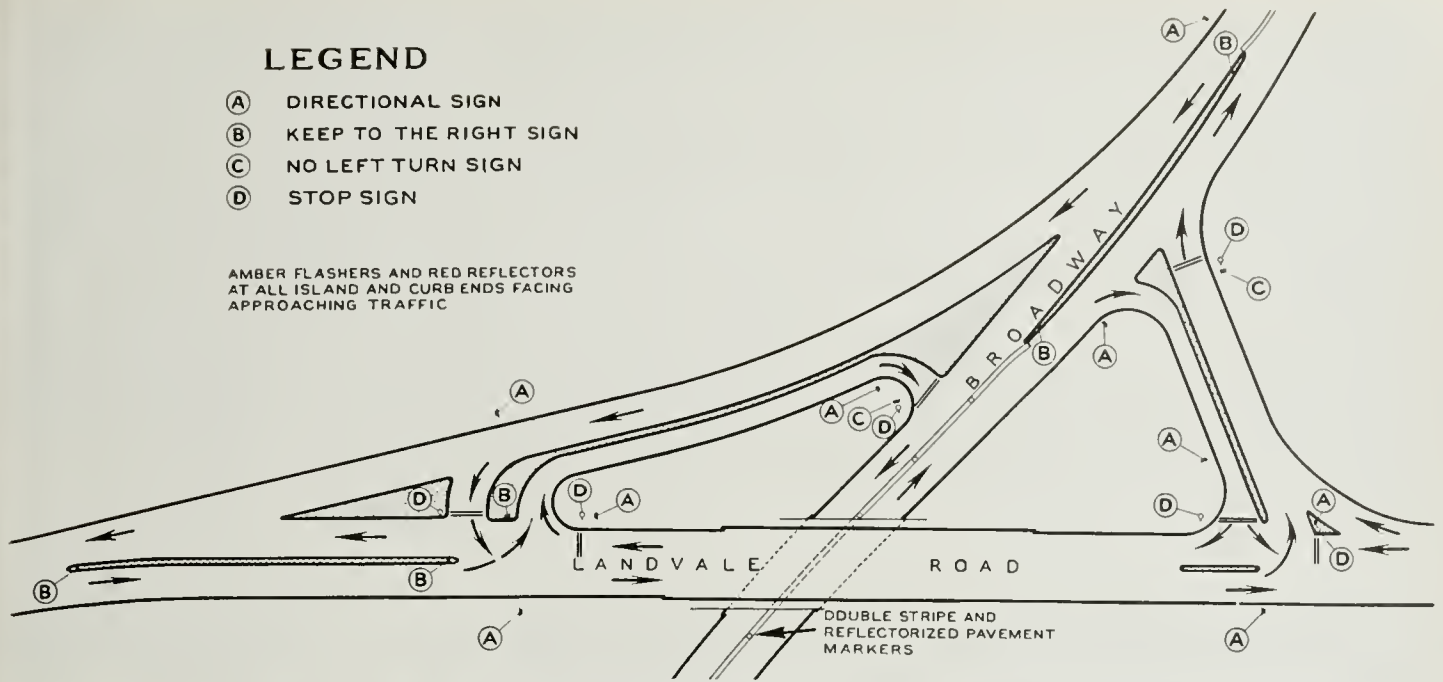 LEGEND
A DIRECTIONAL SIGN
B KEEP TO THE RIGHT SIGN
C NO LEFT TURN SIGN
D STOP SIGN
AMBER FLASHERS AND RED REFLECTORS
AT ALL ISLAND AND CURB ENDS FACING
APPROACHING TRAFFIC
A
B
D
C
BROADWAY
B
A
A
A
C
D
A
D
B
D
A
D
A
D
B
B
LANDVALE ROAD
A
A
DOUBLE STRIPE AND
REFLECTORIZED PAVEMENT
MARKERS